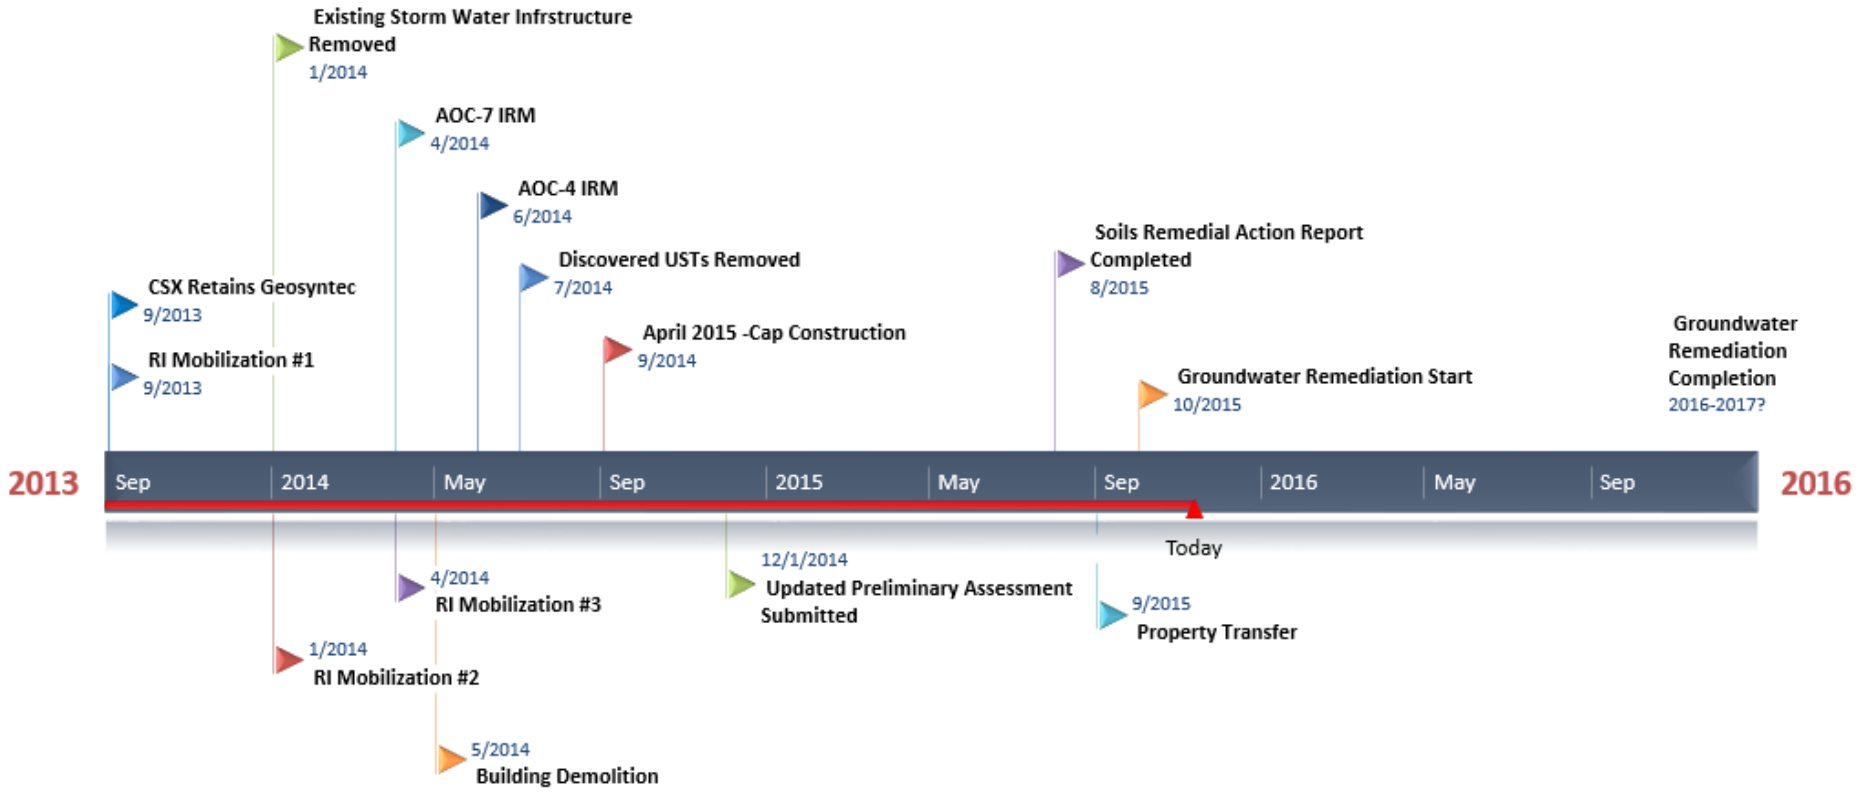 Existing Storm Water Infrstructure
Removed
1/2014
AOC-7 IRM
4/2014
AOC-4 IRM
6/2014
Discovered USTs Removed
7/2014
April 2015 -Cap Construction
9/2014
CSX Retains Geosyntec
9/2013
RI Mobilization #1
9/2013
Soils Remedial Action Report
Completed
8/2015
Groundwater Remediation Start
10/2015
Groundwater
Remediation
Completion
2016-2017?
2013
Sep
2014
May
Sep
2015
May
Sep
2016
May
Sep
2016
Today
4/2014
RI Mobilization #3
1/2014
RI Mobilization #2
5/2014
Building Demolition
12/1/2014
Updated Preliminary Assessment
Submitted
9/2015
Property Transfer